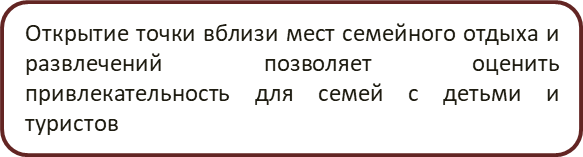 Открытие точки вблизи мест семейного отдыха и
развлечений позволяет оценить
привлекательность для семей с детьми и
туристов